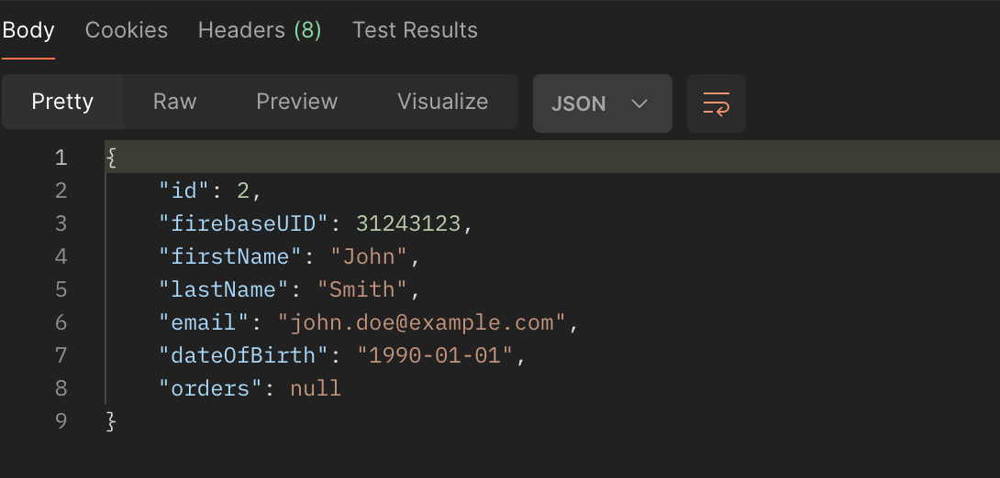 Body Cookies Headers (8) Test Results
Pretty Raw Preview Visualize JSON
1 {
2 "id": 2,
3 "firebaseUID": 31243123,
4 "firstName": "John",
5 "lastName": "Smith",
6 "email": "john.doe@example.com",
7 "dateOfBirth": "1990-01-01",
8 "orders": null
9 }